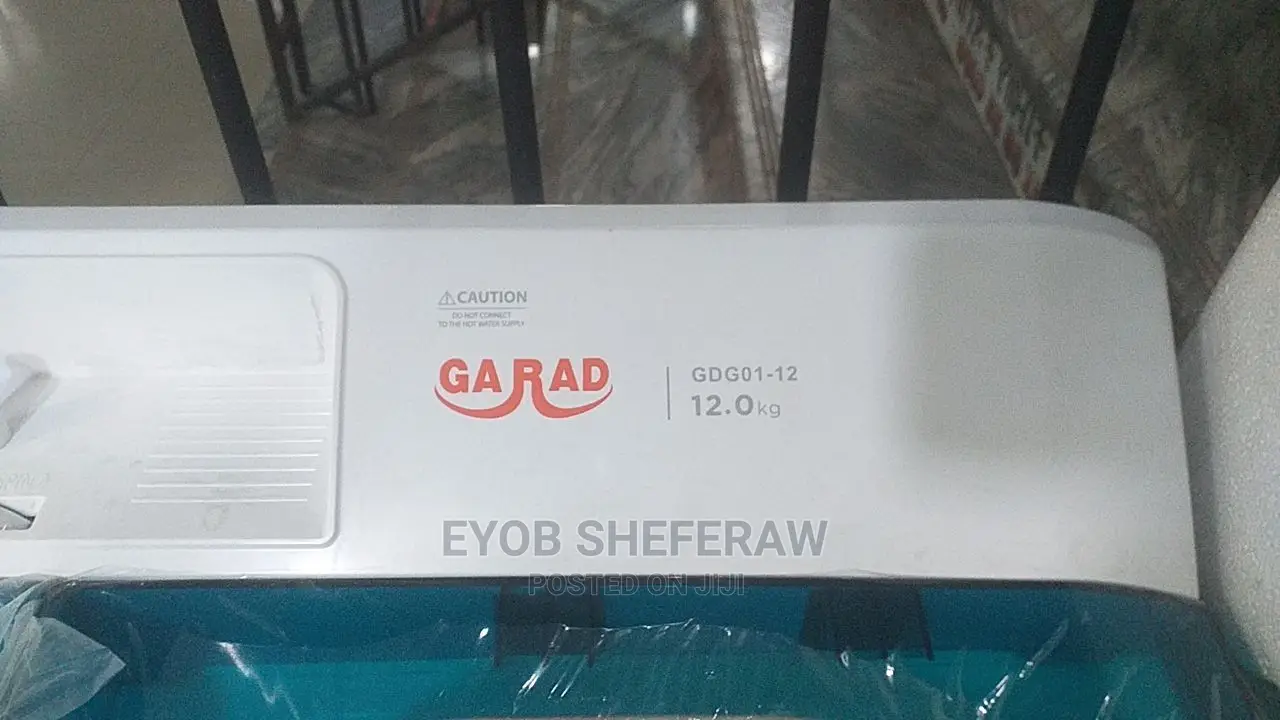 CAUTION
DO NOT CONNECT
TO THE HOT WATER SUPPLY
GARAD
GDG01-12
12.0kg
EYOB SHEFERAW
POSTED ON JIJI